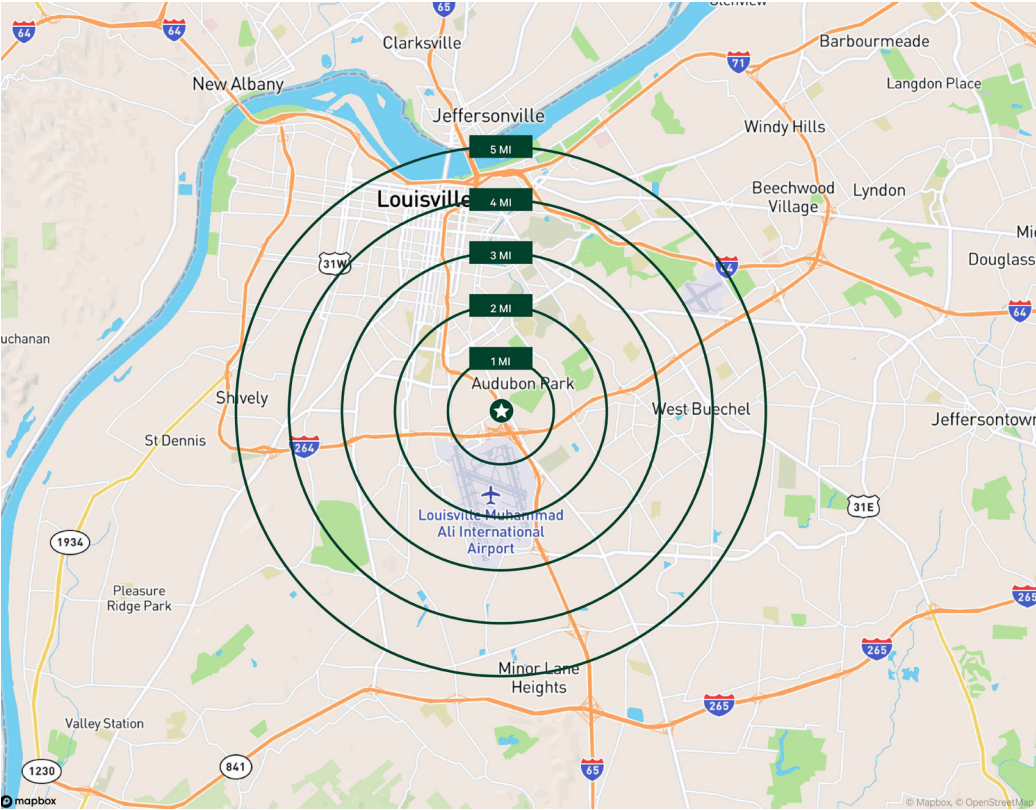 Glenview
65
64
64
Clarksville
Barbourmeade
71
New Albany
Langdon Place
Jeffersonville
Windy Hills
5 MI
Beechwood
Village
Lyndon
Louisville
4 MI
3 MI
31W
64
Douglass
2 MI
64
uchanan
1 MI
Audubon Park
Shively
West Buechel
Jeffersontown
St Dennis
264
31E
Louisville Muhammad
Ali International
Airport
1934
Pleasure
Ridge Park
265
265
Minor Lane
Heights
265
Valley Station
841
65
1230
mapbox
© Mapbox, © OpenStreetMap